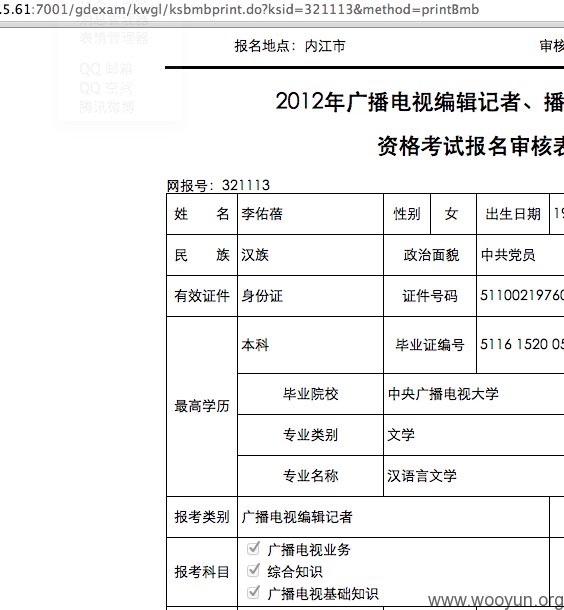 .5.61:7001/gdexam/kwgl/ksbmbprint.do?ksid=321113&method=printBmb
表情管理器
QQ 邮箱
QQ 空间
腾讯微博
报名地点：内江市 审核
2012年广播电视编辑记者、播
资格考试报名审核表
网报号：321113
姓 名 李佑蓓 性别 女 出生日期 19
民 族 汉族 政治面貌 中共党员
有效证件 身份证 证件号码 51100219760
最高学历 本科 毕业证编号 5116 1520 05
毕业院校 中央广播电视大学
专业类别 文学
专业名称 汉语言文学
报考类别 广播电视编辑记者
报考科目 广播电视业务
综合知识
广播电视基础知识
www.wooyun.org